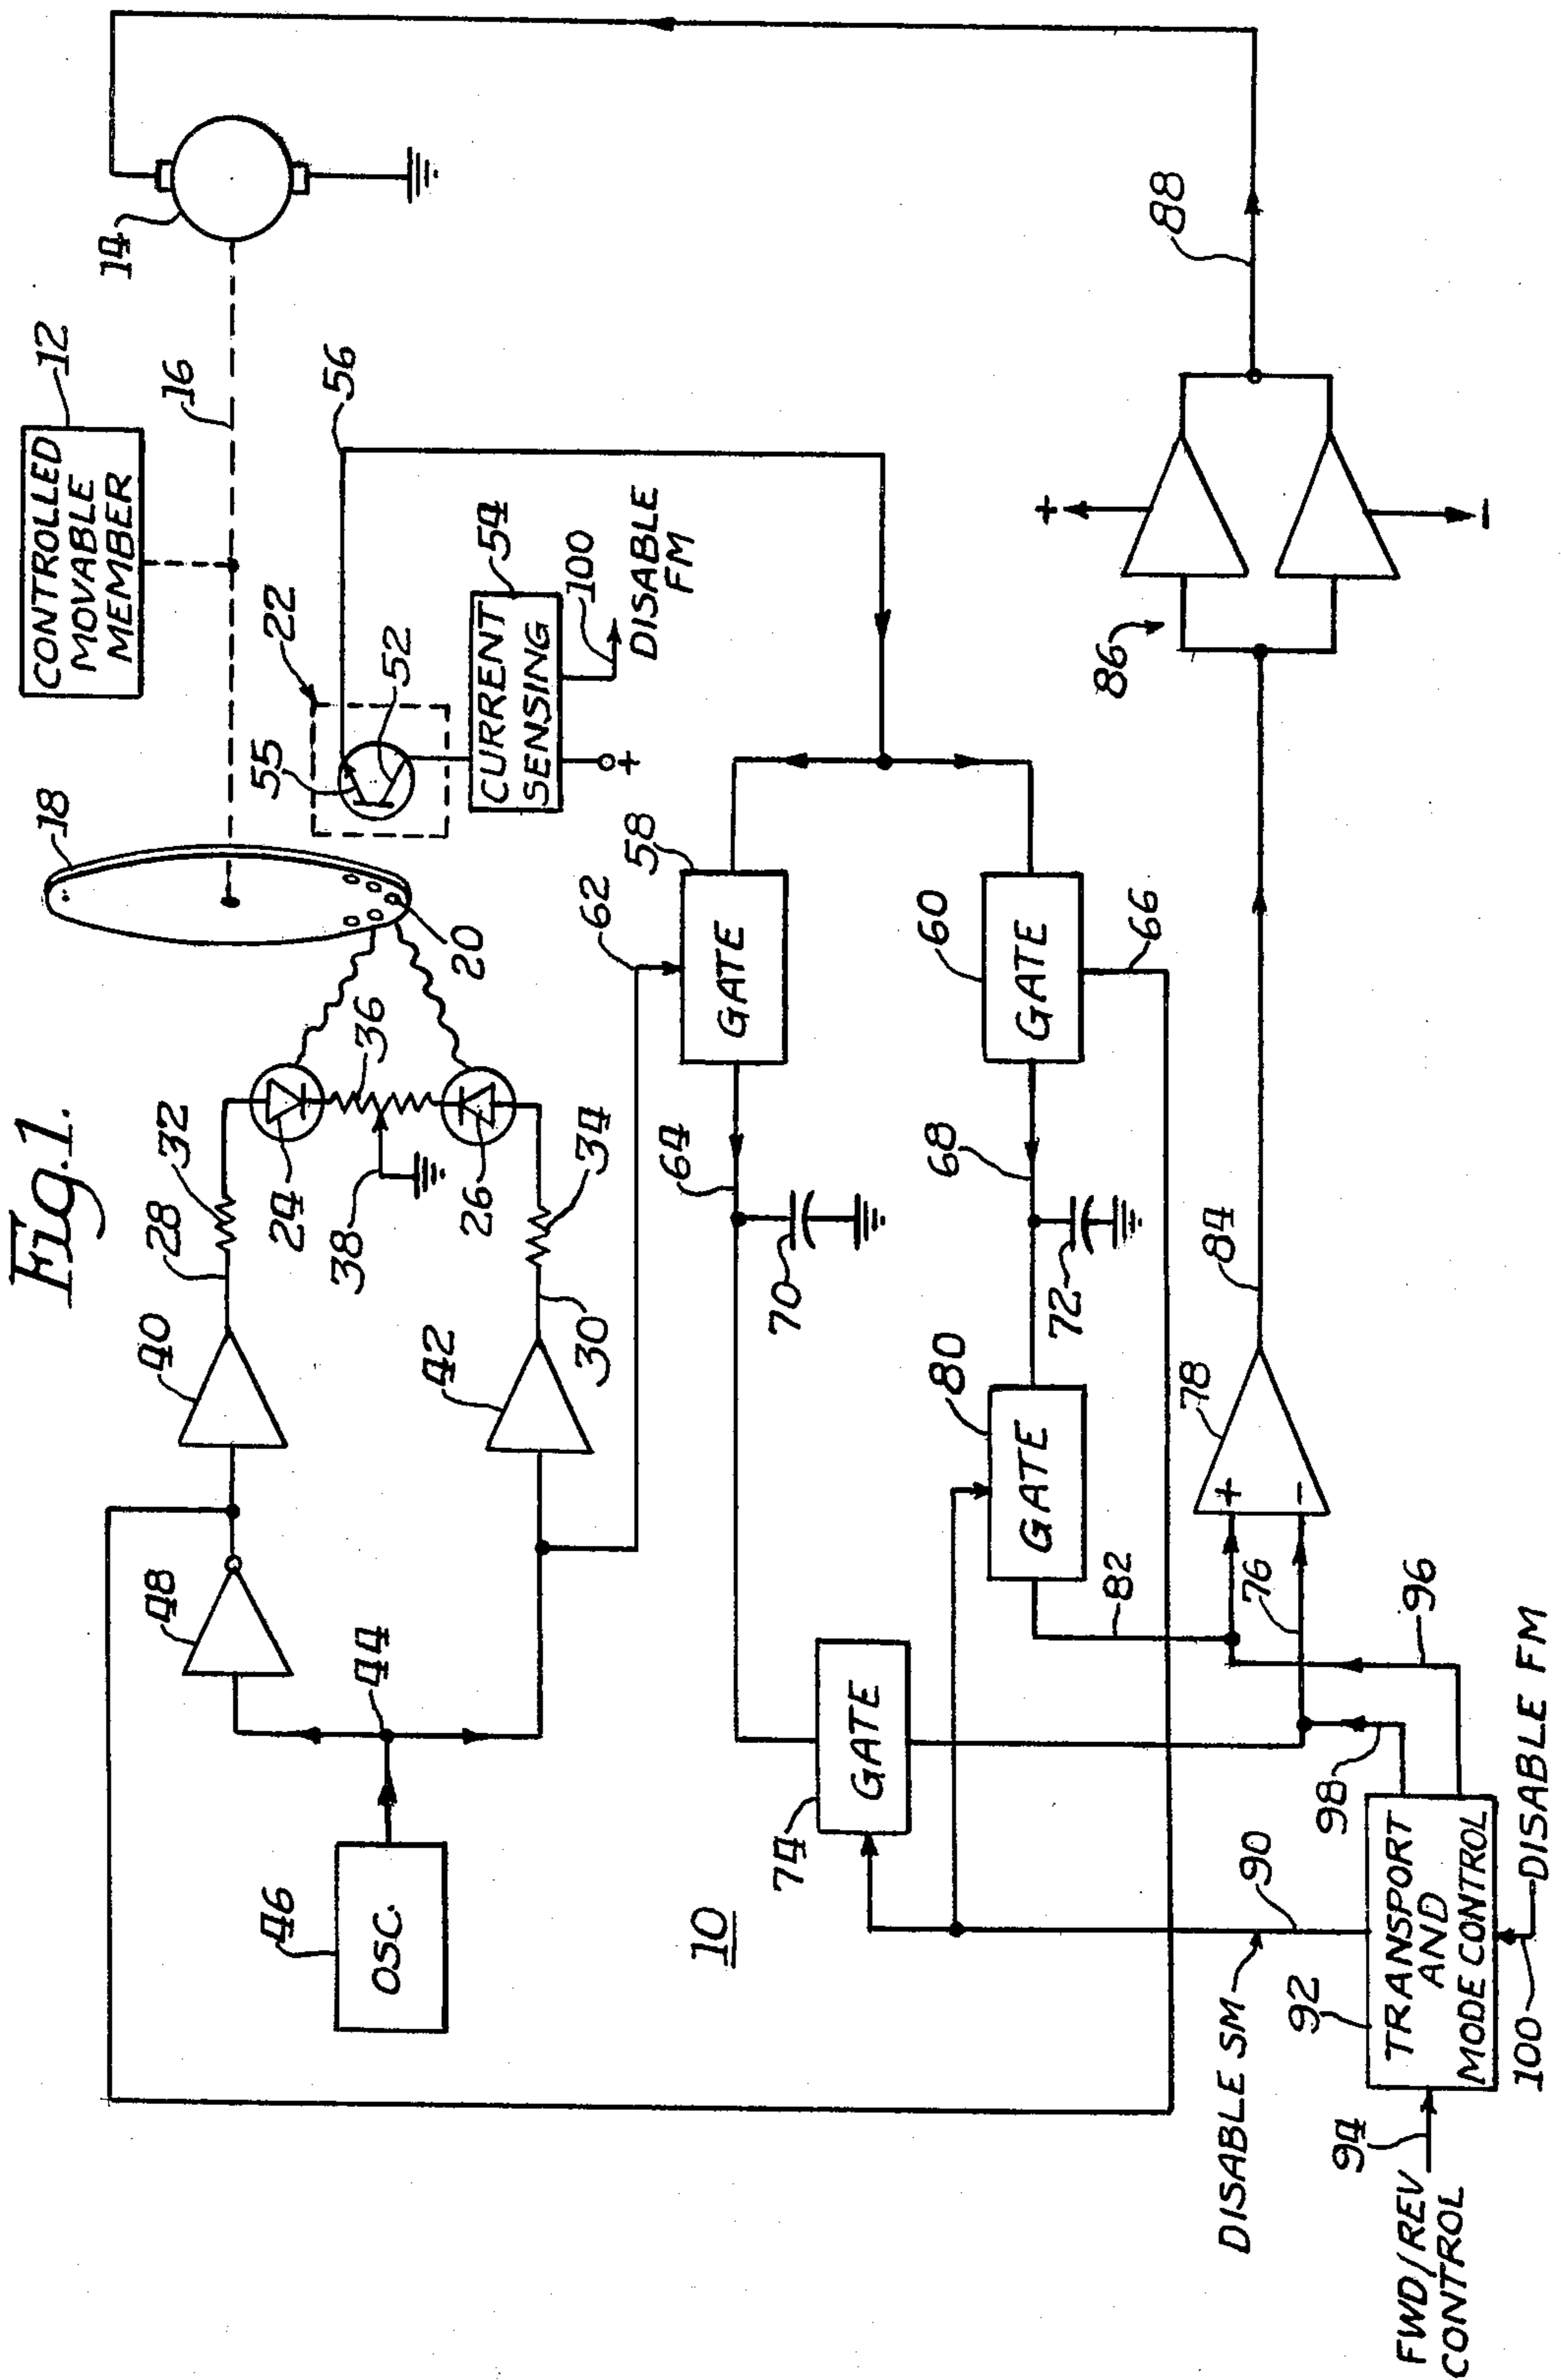 Fig.1.
CONTROLLED
MOVABLE
MEMBER
12
14
16
18
20
22
24
26
28
30
32
34
36
38
40
42
44
46
OSC.
48
52
55
CURRENT
SENSING
54
+
100
DISABLE
FM
56
58
GATE
62
60
GATE
66
64
68
70
72
74
GATE
80
GATE
82
10
76
78
+
-
84
86
+
-
88
DISABLE SM
90
92
TRANSPORT
AND
MODE CONTROL
94
FWD/REV
CONTROL
96
98
100
DISABLE FM